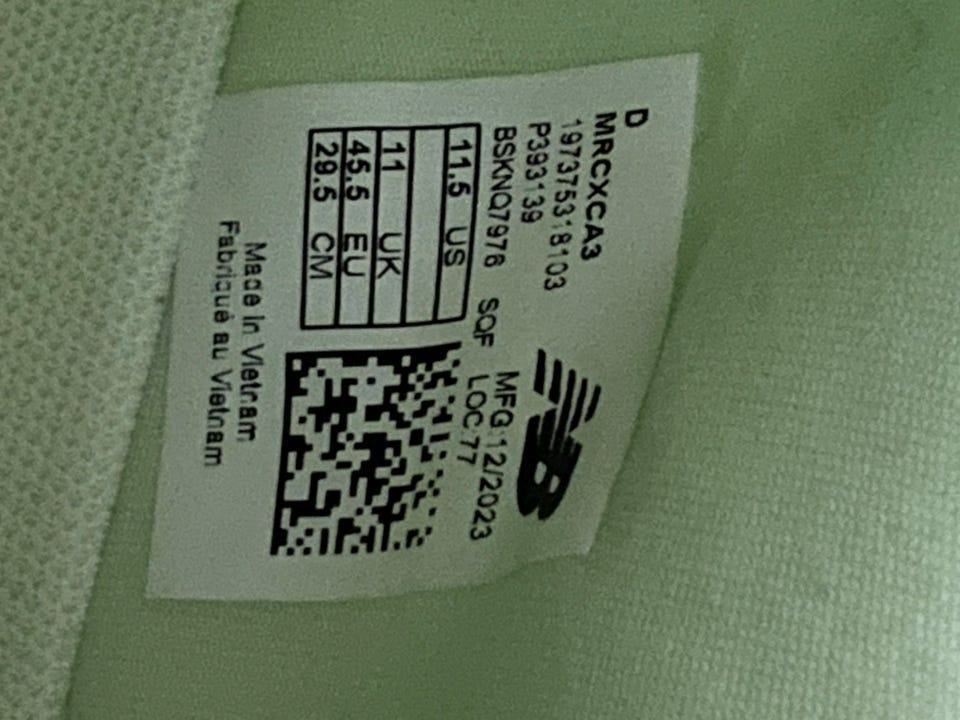 D
MRCXCA3
197375318103
P393139
BSKNQ7976 SQF
MFG:12/2023
LOC:77
11.5 US
11 UK
45.5 EU
29.5 CM
Made in Vietnam
Fabriqué au Vietnam